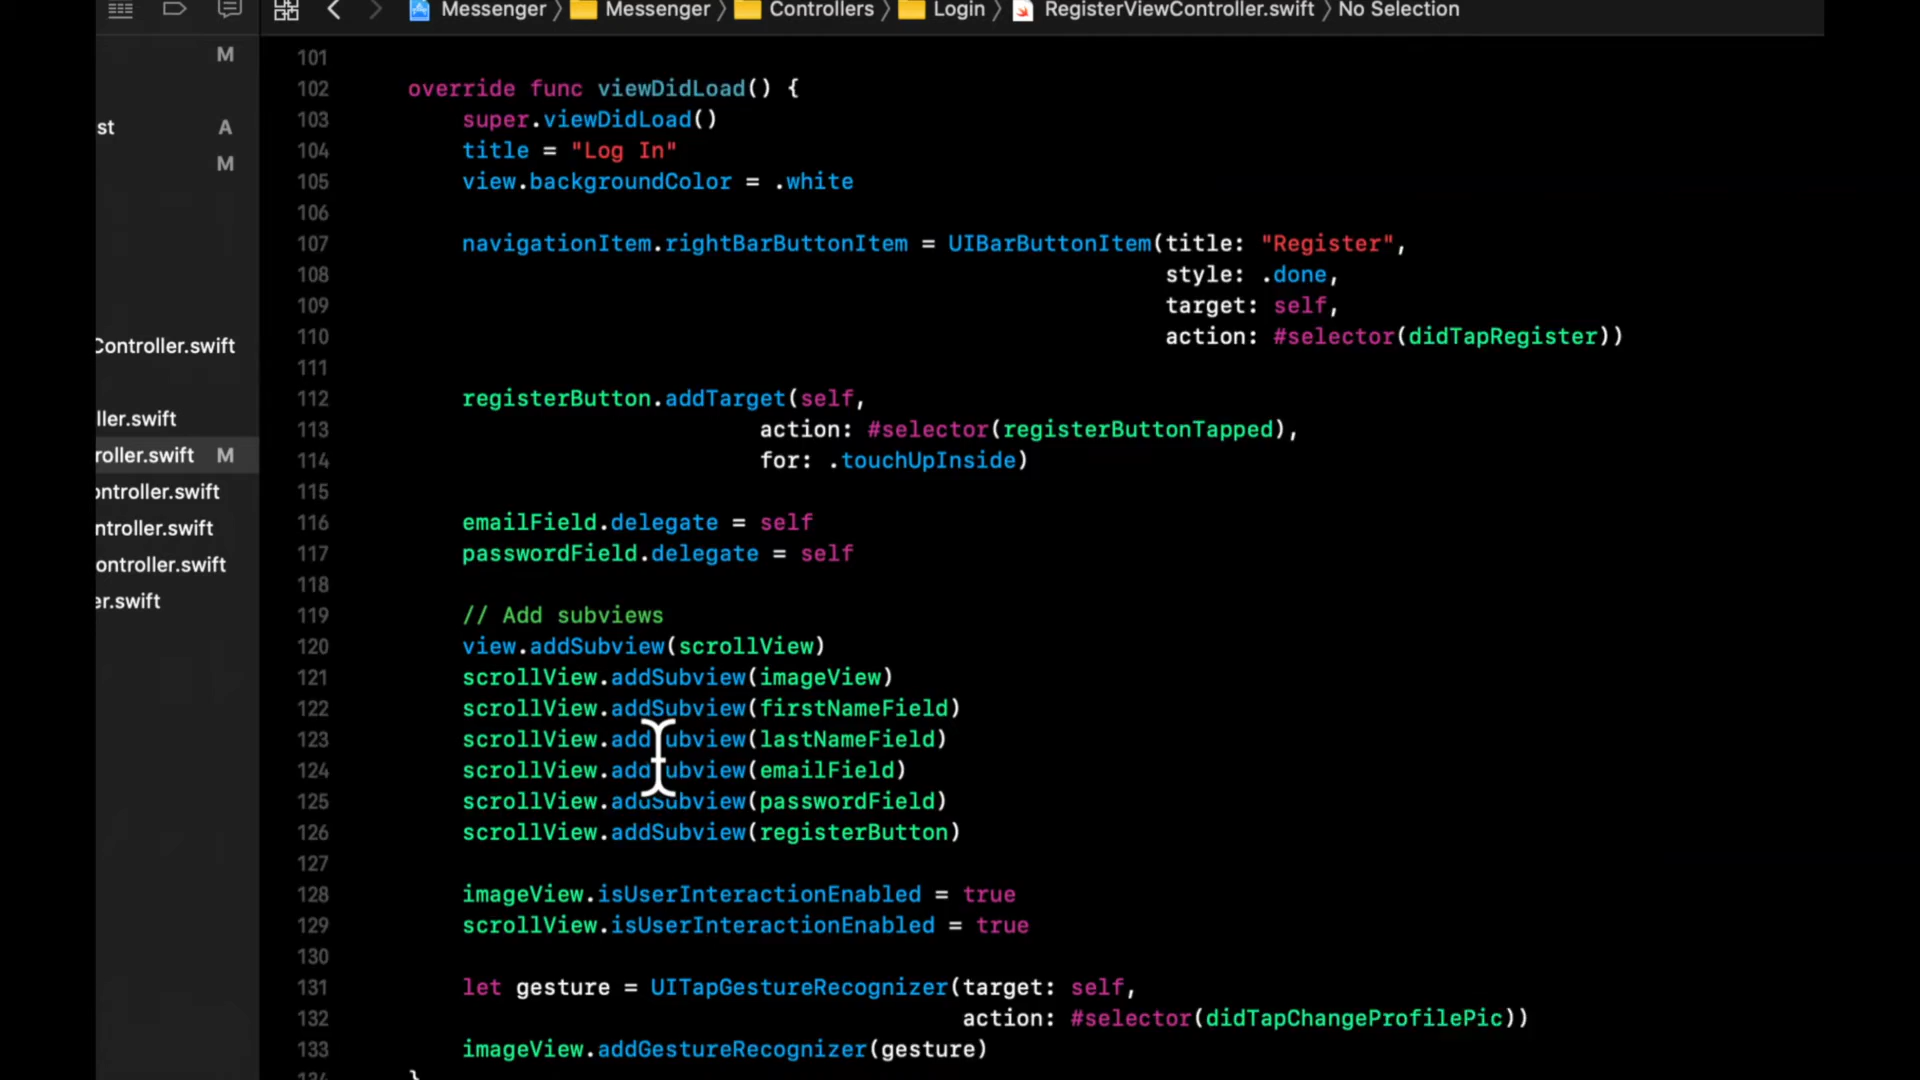 Messenger › Messenger › Controllers › Login › RegisterViewController.swift › No Selection
M
st A
M
Controller.swift
ller.swift
roller.swift M
ontroller.swift
ntroller.swift
ontroller.swift
er.swift
101
102 override func viewDidLoad() {
103 super.viewDidLoad()
104 title = "Log In"
105 view.backgroundColor = .white
106
107 navigationItem.rightBarButtonItem = UIBarButtonItem(title: "Register",
108 style: .done,
109 target: self,
110 action: #selector(didTapRegister))
111
112 registerButton.addTarget(self,
113 action: #selector(registerButtonTapped),
114 for: .touchUpInside)
115
116 emailField.delegate = self
117 passwordField.delegate = self
118
119 // Add subviews
120 view.addSubview(scrollView)
121 scrollView.addSubview(imageView)
122 scrollView.addSubview(firstNameField)
123 scrollView.addSubview(lastNameField)
124 scrollView.addSubview(emailField)
125 scrollView.addSubview(passwordField)
126 scrollView.addSubview(registerButton)
127
128 imageView.isUserInteractionEnabled = true
129 scrollView.isUserInteractionEnabled = true
130
131 let gesture = UITapGestureRecognizer(target: self,
132 action: #selector(didTapChangeProfilePic))
133 imageView.addGestureRecognizer(gesture)
134 }